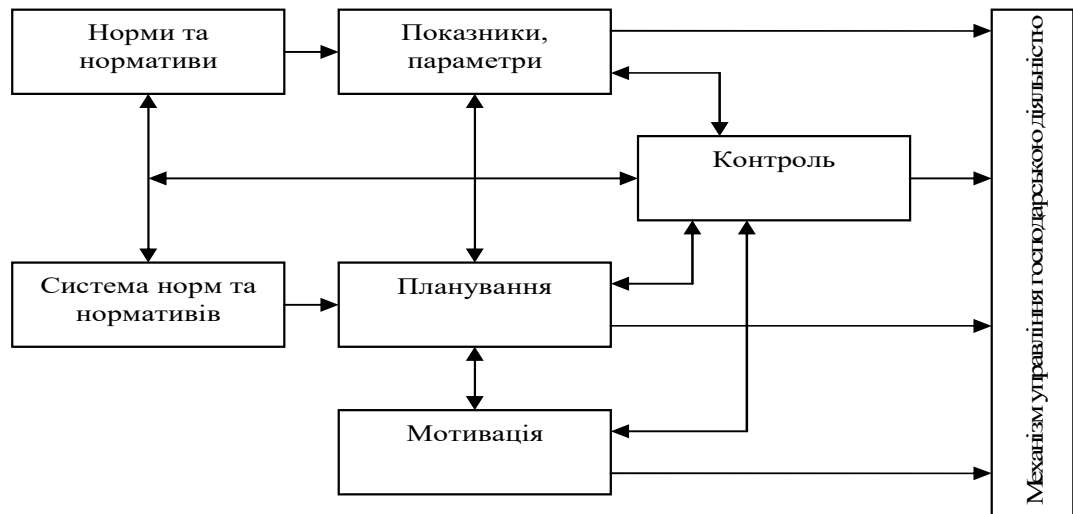 Норми та
нормативи
Показники,
параметри
Контроль
Система норм та
нормативів
Планування
Мотивація
Механізм управління господарською діяльністю